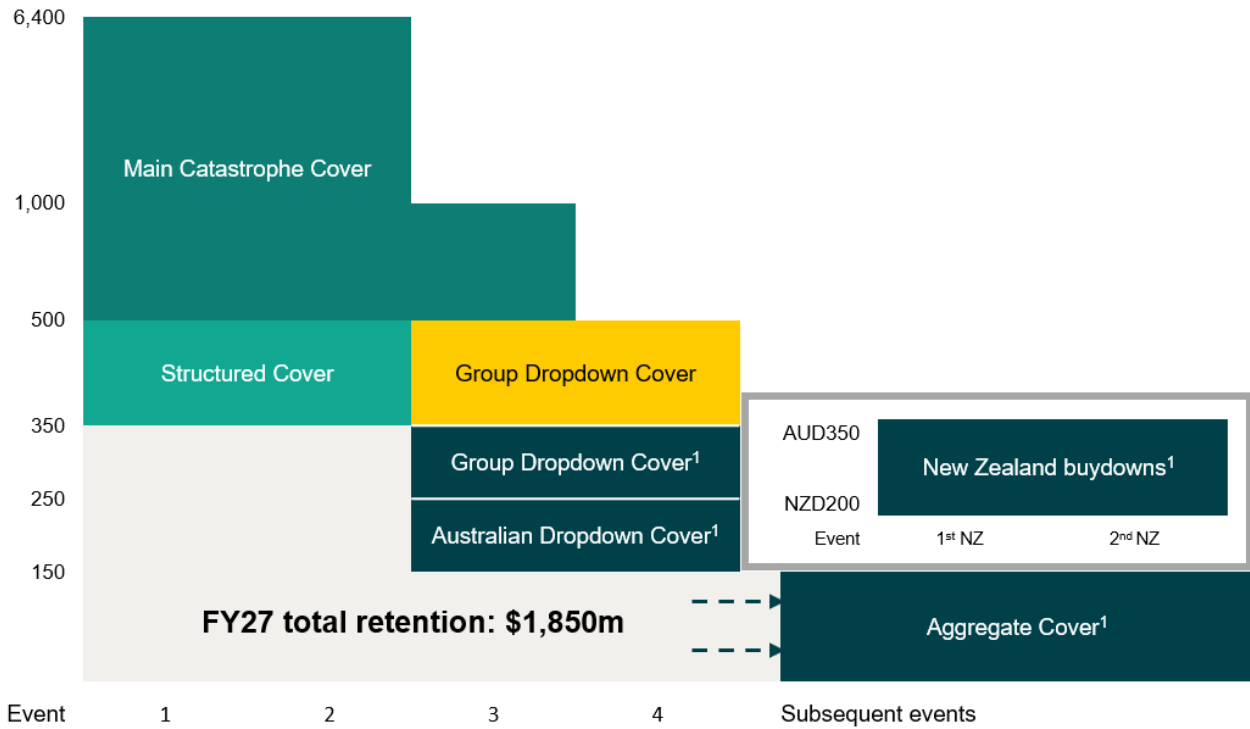 6,400
Main Catastrophe Cover
1,000
500
Structured Cover
Group Dropdown Cover
350
Group Dropdown Cover¹
250
Australian Dropdown Cover¹
150
AUD350
New Zealand buydowns¹
NZD200
Event 1st NZ 2nd NZ
FY27 total retention: $1,850m
Aggregate Cover¹
Event 1 2 3 4 Subsequent events